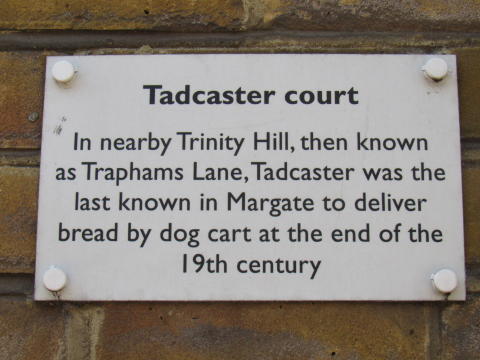 Tadcaster court
In nearby Trinity Hill, then known
as Traphams Lane, Tadcaster was the
last known in Margate to deliver
bread by dog cart at the end of the
19th century